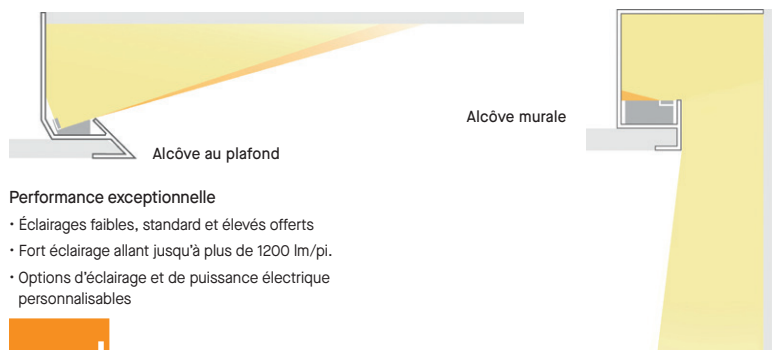 Alcôve murale
Alcôve au plafond
Performance exceptionnelle
• Éclairages faibles, standard et élevés offerts
• Fort éclairage allant jusqu'à plus de 1200 lm/pi.
• Options d'éclairage et de puissance électrique
personnalisables